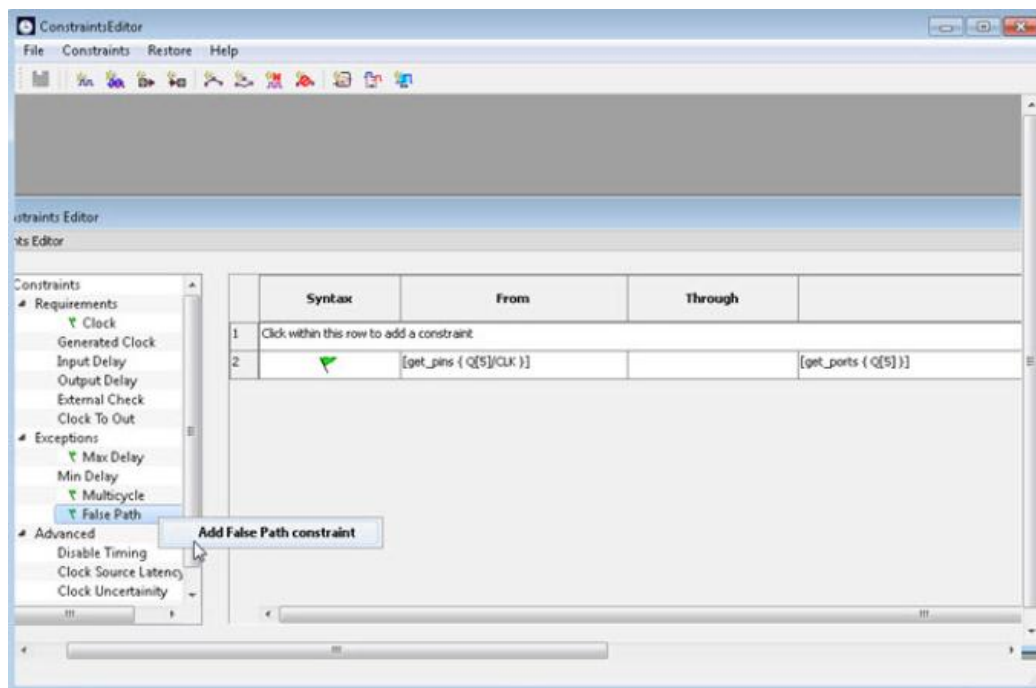 ConstraintsEditor
File Constraints Restore Help
straints Editor
nts Editor
Constraints
Requirements
Clock
Generated Clock
Input Delay
Output Delay
External Check
Clock To Out
Exceptions
Max Delay
Min Delay
Multicycle
False Path
Advanced
Disable Timing
Clock Source Latency
Clock Uncertainity
Add False Path constraint
Syntax From Through
1 Click within this row to add a constraint
2 [get_pins { Q[5]/CLK }] [get_ports { Q[5] }]